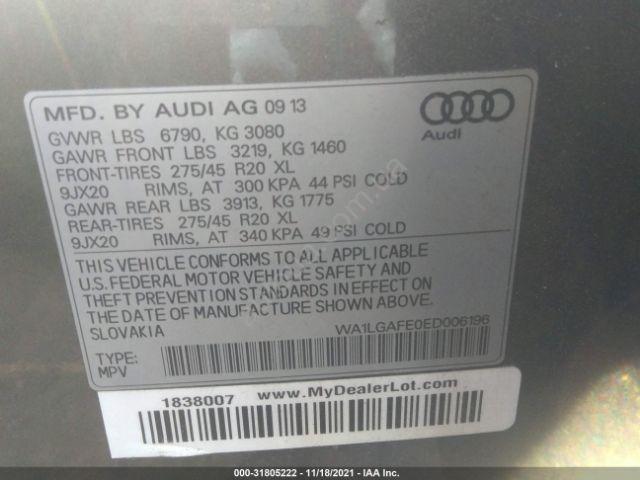 MFD. BY AUDI AG 09 13
Audi
GVWR LBS 6790, KG 3080
GAWR FRONT LBS 3219, KG 1460
FRONT-TIRES 275/45 R20 XL
9JX20 RIMS, AT 300 KPA 44 PSI COLD
GAWR REAR LBS 3913, KG 1775
REAR-TIRES 275/45 R20 XL
9JX20 RIMS, AT 340 KPA 49 PSI COLD
THIS VEHICLE CONFORMS TO ALL APPLICABLE
U.S. FEDERAL MOTOR VEHICLE SAFETY AND
THEFT PREVENTION STANDARDS IN EFFECT ON
THE DATE OF MANUFACTURE SHOWN ABOVE.
SLOVAKIA
WA1LGAFE0ED006196
TYPE:
MPV
1838007 www.MyDealerLot.com
000-31805222 - 11/18/2021 - IAA Inc.